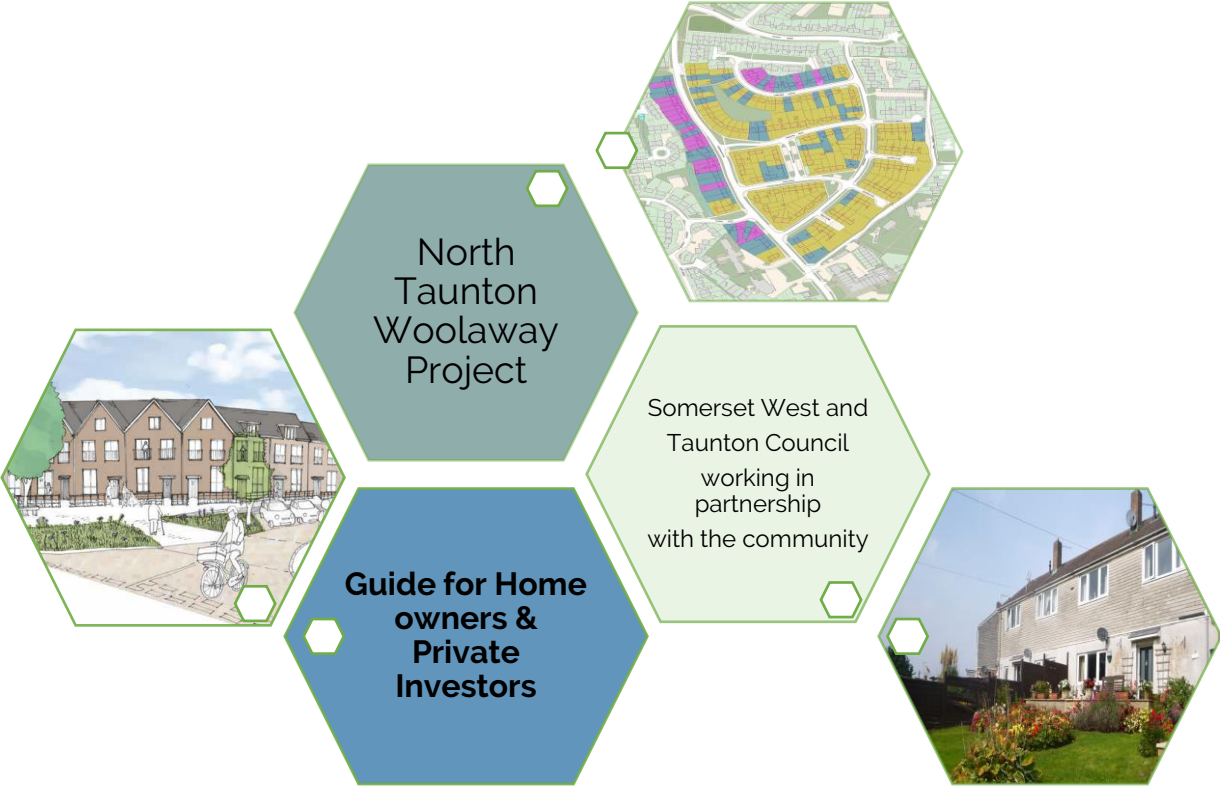 North
Taunton
Woolaway
Project
Somerset West and
Taunton Council
working in
partnership
with the community
Guide for Home
owners &
Private
Investors